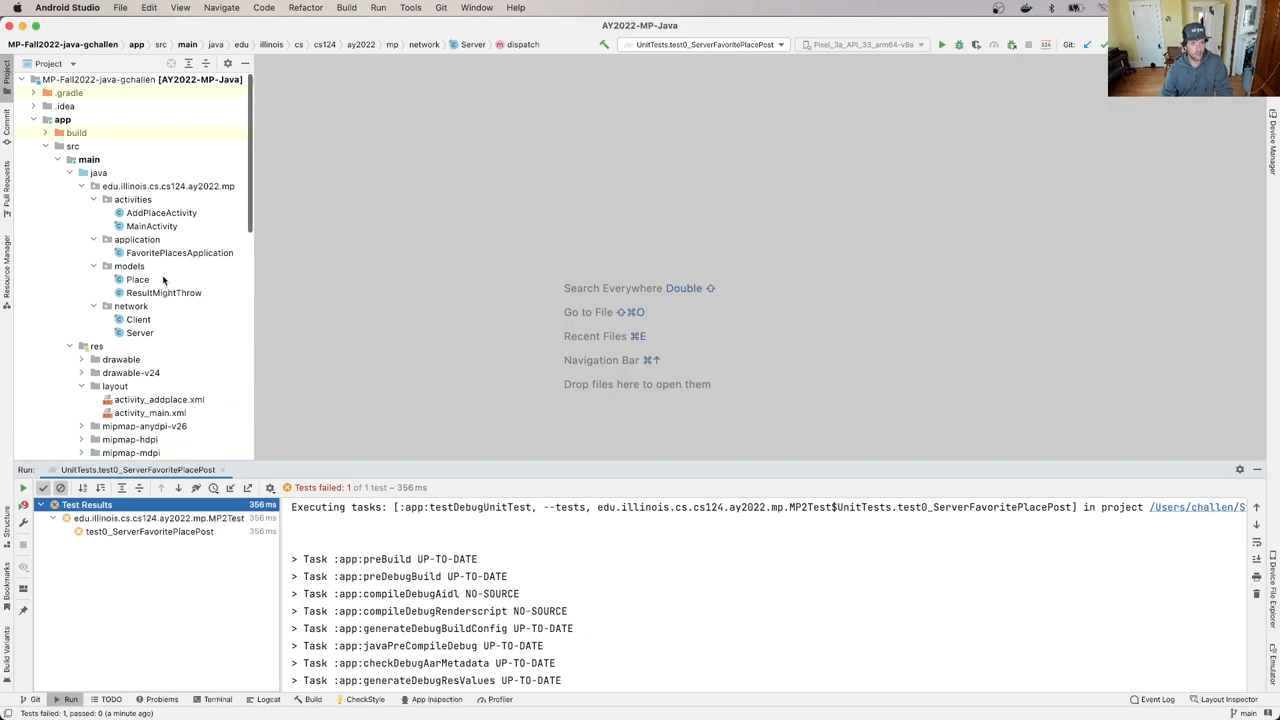 Android Studio File Edit View Navigate Code Refactor Build Run Tools Git Window Help
AY2022-MP-Java
MP-Fall2022-java-gchallen app src main java edu illinois cs cs124 ay2022 mp network Server dispatch UnitTests.test0_ServerFavoritePlacePost Pixel_3a_API_33_arm64-v8a Git:
Project
MP-Fall2022-java-gchallen [AY2022-MP-Java]
.gradle
.idea
app
build
src
main
java
edu.illinois.cs.cs124.ay2022.mp
activities
AddPlaceActivity
MainActivity
application
FavoritePlacesApplication
models
Place
ResultMightThrow
network
Client
Server
res
drawable
drawable-v24
layout
activity_addplace.xml
activity_main.xml
mipmap-anydpi-v26
mipmap-hdpi
mipmap-mdpi
Project
Commit
Pull Requests
Resource Manager
Structure
Bookmarks
Build Variants
Search Everywhere Double ⇧
Go to File ⇧⌘O
Recent Files ⌘E
Navigation Bar ⌘↑
Drop files here to open them
Device Manager
Device File Explorer
Emulator
Run: UnitTests.test0_ServerFavoritePlacePost
Tests failed: 1 of 1 test – 356 ms
Test Results 356 ms
edu.illinois.cs.cs124.ay2022.mp.MP2Test 356 ms
test0_ServerFavoritePlacePost 356 ms
Executing tasks: [:app:testDebugUnitTest, --tests, edu.illinois.cs.cs124.ay2022.mp.MP2Test$UnitTests.test0_ServerFavoritePlacePost] in project /Users/challen/S
> Task :app:preBuild UP-TO-DATE
> Task :app:preDebugBuild UP-TO-DATE
> Task :app:compileDebugAidl NO-SOURCE
> Task :app:compileDebugRenderscript NO-SOURCE
> Task :app:generateDebugBuildConfig UP-TO-DATE
> Task :app:javaPreCompileDebug UP-TO-DATE
> Task :app:checkDebugAarMetadata UP-TO-DATE
> Task :app:generateDebugResValues UP-TO-DATE
Git Run TODO Problems Terminal Logcat Build CheckStyle App Inspection Profiler Event Log Layout Inspector
Tests failed: 1, passed: 0 (a minute ago) main